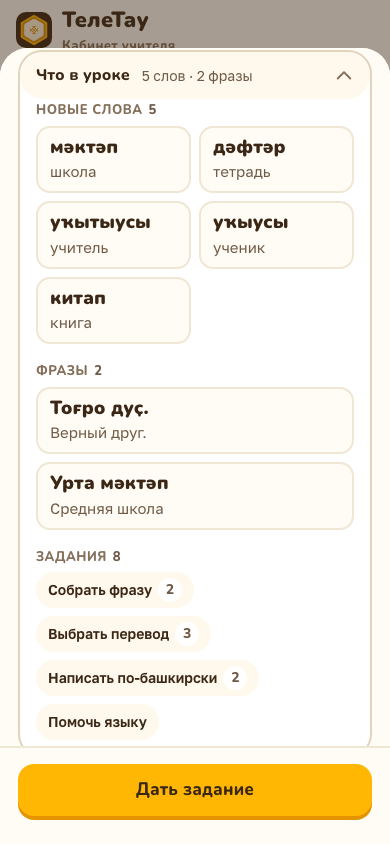 ТелеТау
Кабинет учителя
Что в уроке 5 слов · 2 фразы
НОВЫЕ СЛОВА 5
мәктәп
школа
дәфтәр
тетрадь
уҡытыусы
учитель
уҡыусы
ученик
китап
книга
ФРАЗЫ 2
Тоғро дуҫ.
Верный друг.
Урта мәктәп
Средняя школа
ЗАДАНИЯ 8
Собрать фразу 2
Выбрать перевод 3
Написать по-башкирски 2
Помочь языку
Дать задание